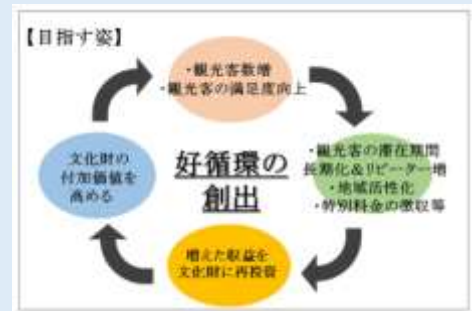 【目指す姿】
・観光客数増
・観光客の満足度向上
・観光客の滞在期間
長期化&リピーター増
・地域活性化
・特別料金の徴収等
増えた収益を
文化財に再投資
文化財の
付加価値を
高める
好循環の
創出